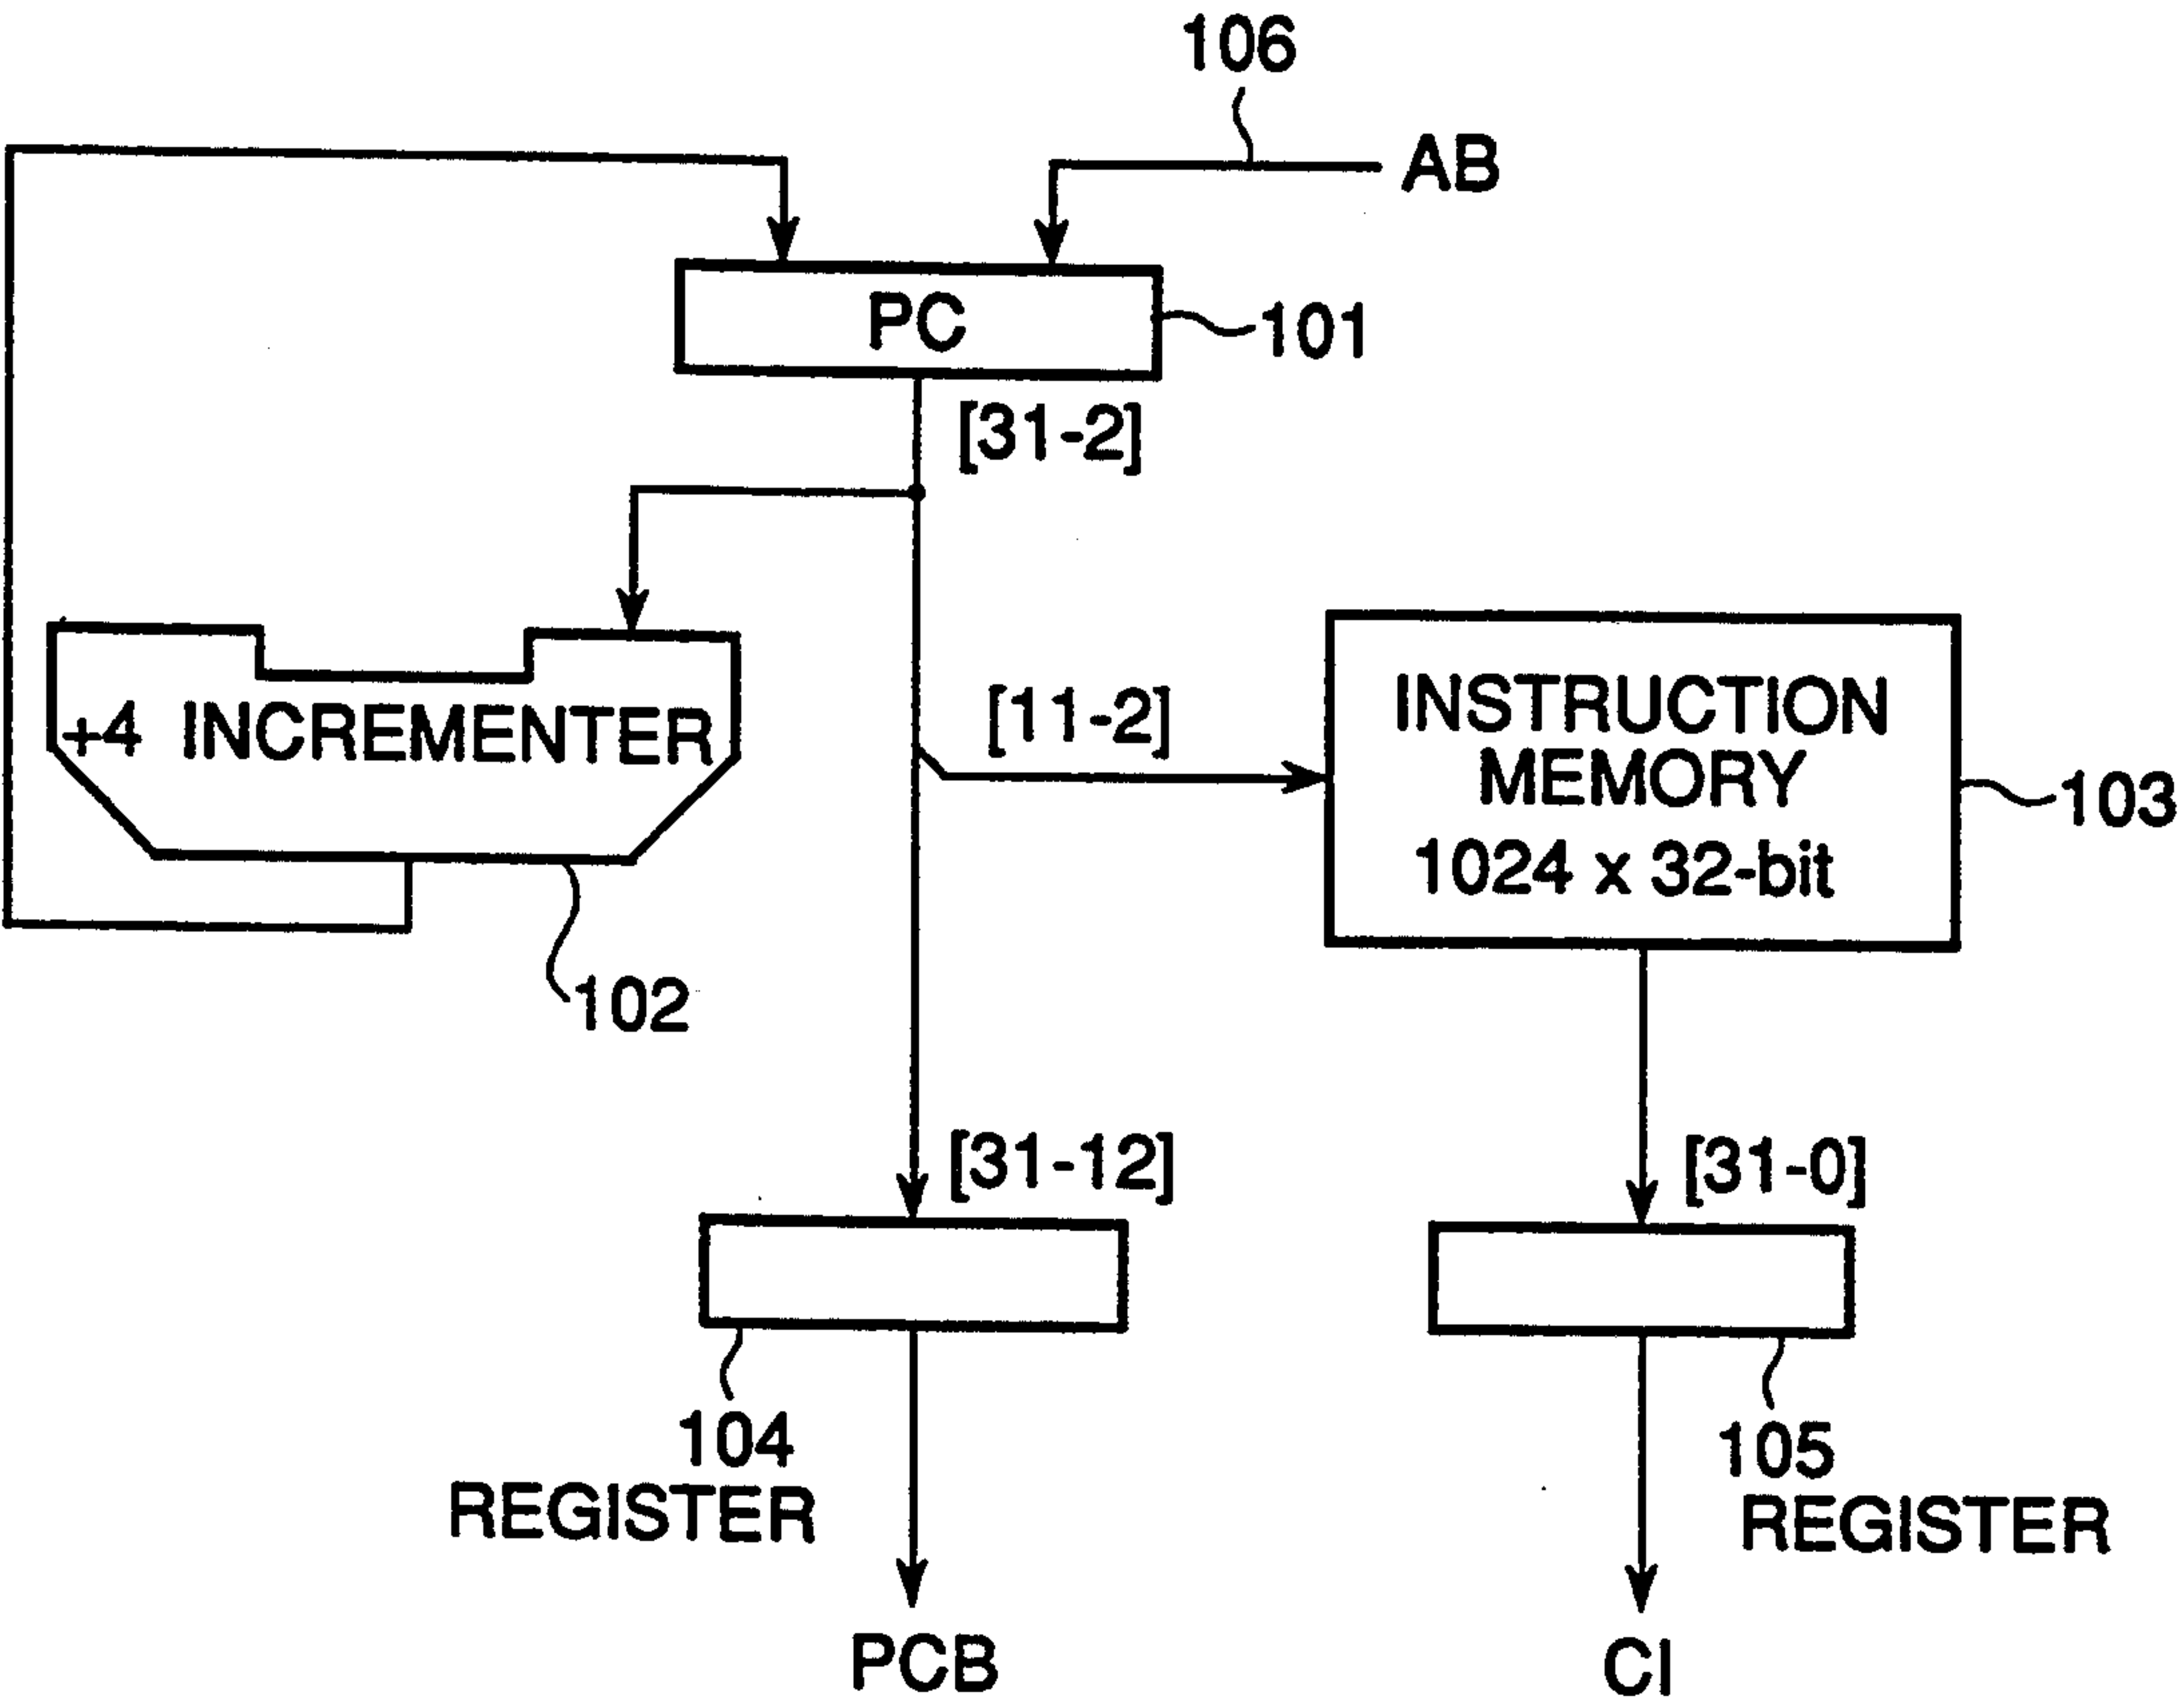 106
AB
PC
101
[31-2]
+4 INCREMENTER
[11-2]
INSTRUCTION
MEMORY
1024 x 32-bit
103
102
[31-12]
[31-0]
104
REGISTER
105
REGISTER
PCB
CI